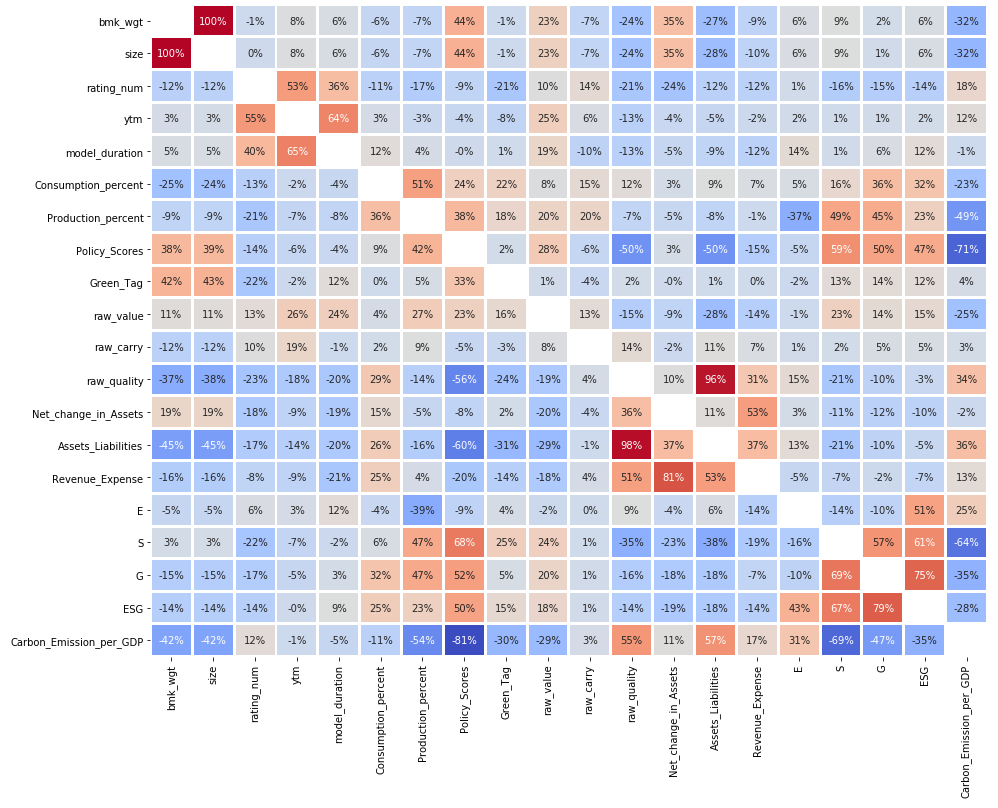 bmk_wgt 100% -1% 8% 6% -6% -7% 44% -1% 23% -7% -24% 35% -27% -9% 6% 9% 2% 6% -32%
size 100% 0% 8% 6% -6% -7% 44% -1% 23% -7% -24% 35% -28% -10% 6% 9% 1% 6% -32%
rating_num -12% -12% 53% 36% -11% -17% -9% -21% 10% 14% -21% -24% -12% -12% 1% -16% -15% -14% 18%
ytm 3% 3% 55% 64% 3% -3% -4% -8% 25% 6% -13% -4% -5% -2% 2% 1% 1% 2% 12%
model_duration 5% 5% 40% 65% 12% 4% -0% 1% 19% -10% -13% -5% -9% -12% 14% 1% 6% 12% -1%
Consumption_percent -25% -24% -13% -2% -4% 51% 24% 22% 8% 15% 12% 3% 9% 7% 5% 16% 36% 32% -23%
Production_percent -9% -9% -21% -7% -8% 36% 38% 18% 20% 20% -7% -5% -8% -1% -37% 49% 45% 23% -49%
Policy_Scores 38% 39% -14% -6% -4% 9% 42% 2% 28% -6% -50% 3% -50% -15% -5% 59% 50% 47% -71%
Green_Tag 42% 43% -22% -2% 12% 0% 5% 33% 1% -4% 2% -0% 1% 0% -2% 13% 14% 12% 4%
raw_value 11% 11% 13% 26% 24% 4% 27% 23% 16% 13% -15% -9% -28% -14% -1% 23% 14% 15% -25%
raw_carry -12% -12% 10% 19% -1% 2% 9% -5% -3% 8% 14% -2% 11% 7% 1% 2% 5% 5% 3%
raw_quality -37% -38% -23% -18% -20% 29% -14% -56% -24% -19% 4% 10% 96% 31% 15% -21% -10% -3% 34%
Net_change_in_Assets 19% 19% -18% -9% -19% 15% -5% -8% 2% -20% -4% 36% 11% 53% 3% -11% -12% -10% -2%
Assets_Liabilities -45% -45% -17% -14% -20% 26% -16% -60% -31% -29% -1% 98% 37% 37% 13% -21% -10% -5% 36%
Revenue_Expense -16% -16% -8% -9% -21% 25% 4% -20% -14% -18% 4% 51% 81% 53% -5% -7% -2% -7% 13%
E -5% -5% 6% 3% 12% -4% -39% -9% 4% -2% 0% 9% -4% 6% -14% -14% -10% 51% 25%
S 3% 3% -22% -7% -2% 6% 47% 68% 25% 24% 1% -35% -23% -38% -19% -16% 57% 61% -64%
G -15% -15% -17% -5% 3% 32% 47% 52% 5% 20% 1% -16% -18% -18% -7% -10% 69% 75% -35%
ESG -14% -14% -14% -0% 9% 25% 23% 50% 15% 18% 1% -14% -19% -18% -14% 43% 67% 79% -28%
Carbon_Emission_per_GDP -42% -42% 12% -1% -5% -11% -54% -81% -30% -29% 3% 55% 11% 57% 17% 31% -69% -47% -35%
bmk_wgt
size
rating_num
ytm
model_duration
Consumption_percent
Production_percent
Policy_Scores
Green_Tag
raw_value
raw_carry
raw_quality
Net_change_in_Assets
Assets_Liabilities
Revenue_Expense
E
S
G
ESG
Carbon_Emission_per_GDP